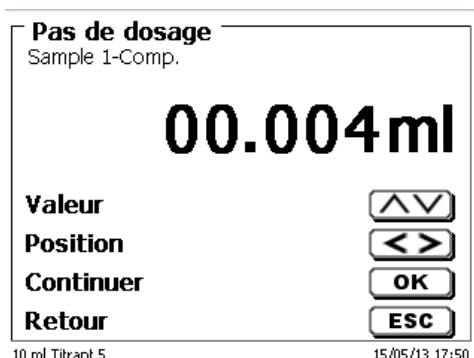 Pas de dosage
Sample 1-Comp.
00.004ml
Valeur
Position
Continuer OK
Retour ESC
10 ml Titrant 5 15/05/13 17:50